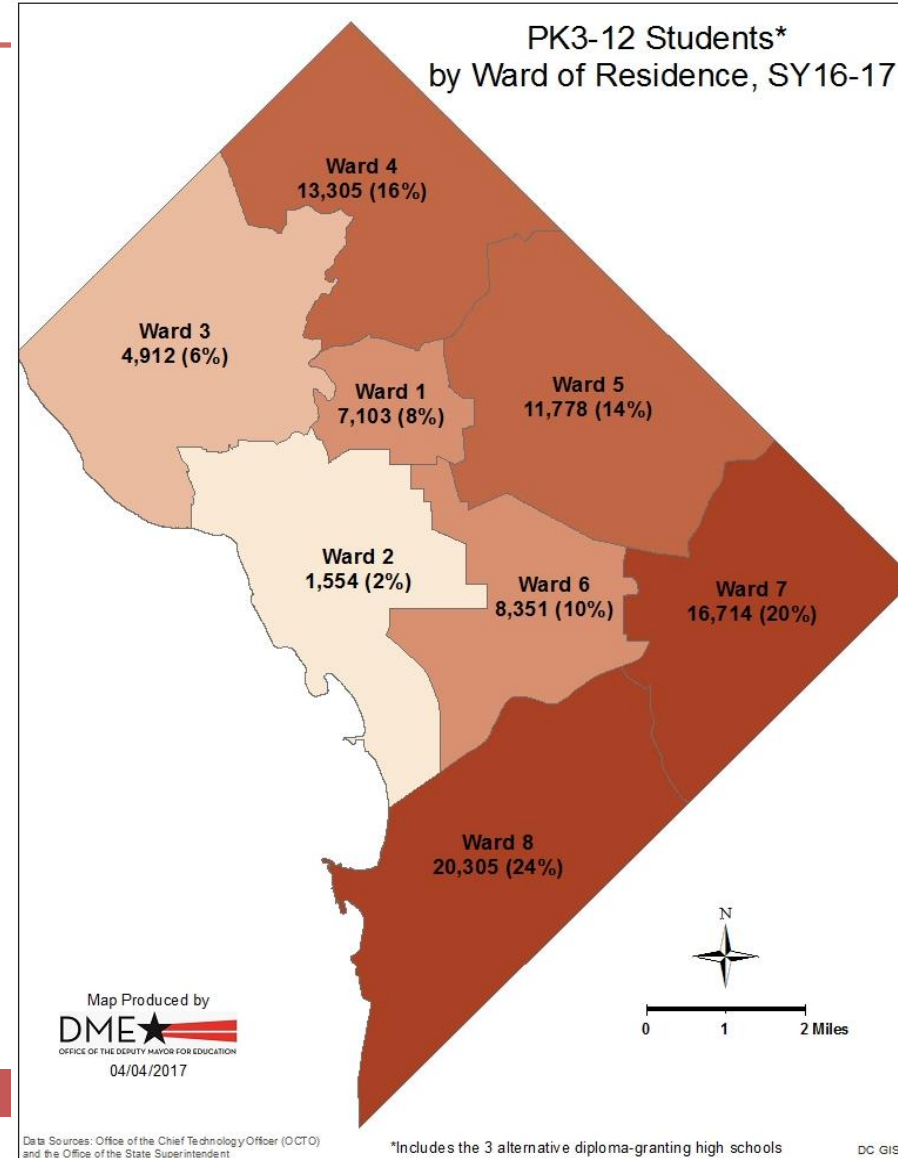 PK3-12 Students*
by Ward of Residence, SY16-17
Ward 4
13,305 (16%)
Ward 3
4,912 (6%)
Ward 1
7,103 (8%)
Ward 5
11,778 (14%)
Ward 2
1,554 (2%)
Ward 6
8,351 (10%)
Ward 7
16,714 (20%)
Ward 8
20,305 (24%)
N
0 1 2 Miles
Map Produced by
DME
OFFICE OF THE DEPUTY MAYOR FOR EDUCATION
04/04/2017
Data Sources: Office of the Chief Technology Officer (OCTO)
and the Office of the State Superintendent
*Includes the 3 alternative diploma-granting high schools
DC GIS